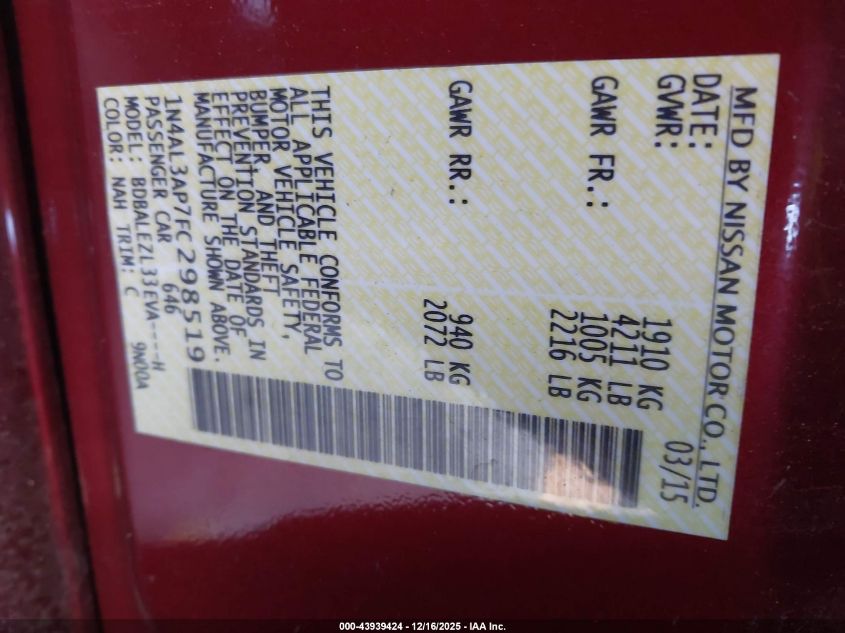 MFD BY NISSAN MOTOR CO., LTD.
DATE: 03/15
GVWR: 1910 KG
4211 LB
GAWR FR.: 1005 KG
2216 LB
GAWR RR.: 940 KG
2072 LB
THIS VEHICLE CONFORMS TO
ALL APPLICABLE FEDERAL
MOTOR VEHICLE SAFETY,
BUMPER, AND THEFT
PREVENTION STANDARDS IN
EFFECT ON THE DATE OF
MANUFACTURE SHOWN ABOVE.
1N4AL3AP7FC298519
PASSENGER CAR 646
MODEL: BDBALEZL33EVA----H
COLOR: NAH TRIM: C 9N00A
000-43939424 - 12/16/2025 - IAA Inc.